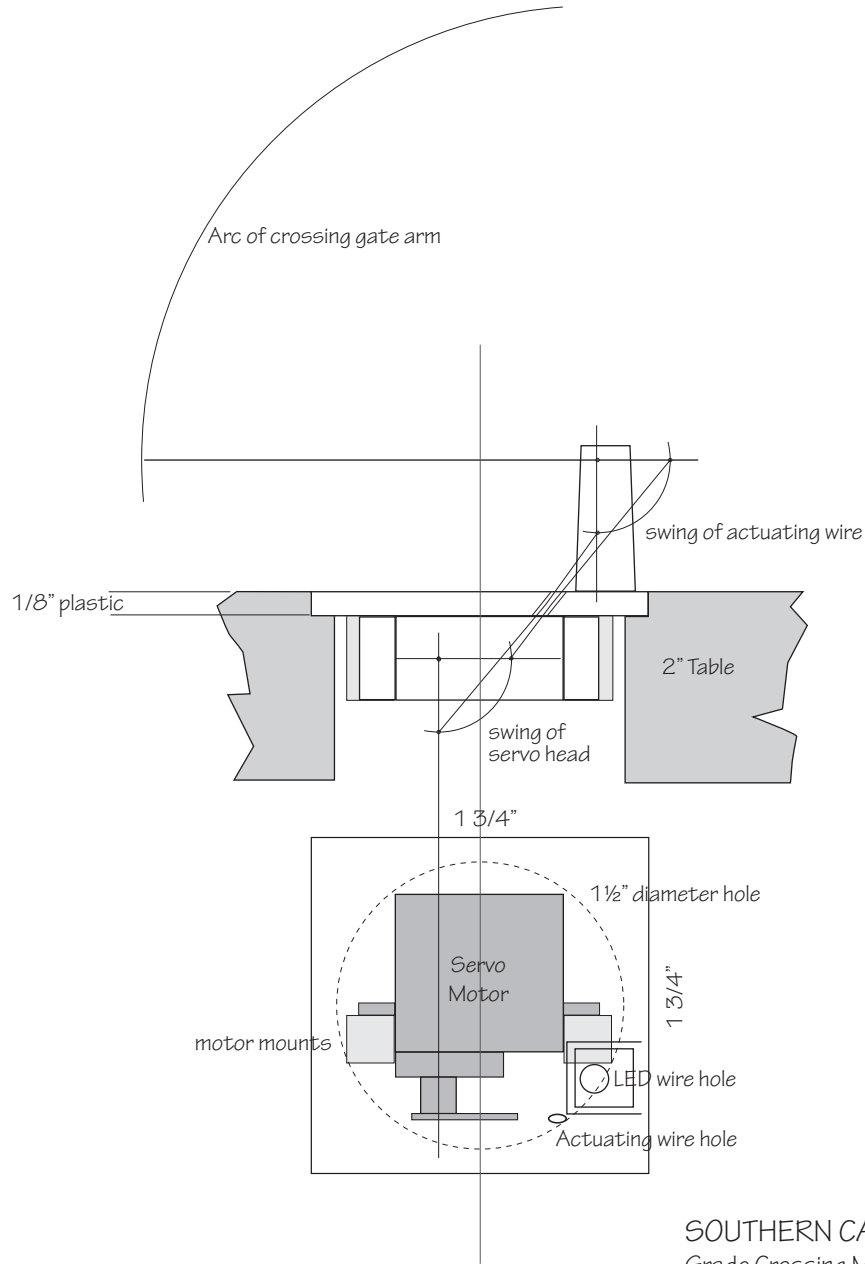 Arc of crossing gate arm
swing of actuating wire
1/8” plastic
2” Table
swing of
servo head
1 3/4”
1½” diameter hole
Servo
Motor
1 3/4”
motor mounts
LED wire hole
Actuating wire hole
SOUTHERN CA
Grade Crossing M